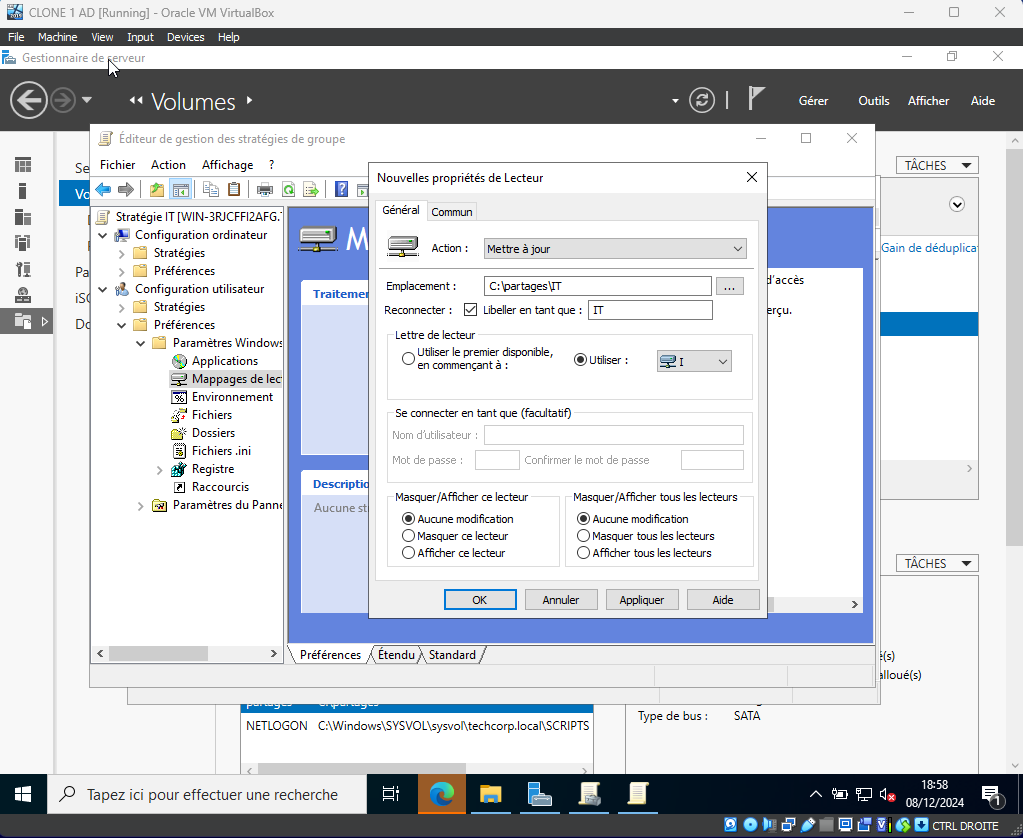 CLONE 1 AD [Running] - Oracle VM VirtualBox
File Machine View Input Devices Help
Gestionnaire de serveur
Volumes
Gérer Outils Afficher Aide
Éditeur de gestion des stratégies de groupe
Fichier Action Affichage ?
Stratégie IT [WIN-3RJCFFI2AFG.
Configuration ordinateur
Stratégies
Préférences
Configuration utilisateur
Stratégies
Préférences
Paramètres Windows
Applications
Mappages de lec
Environnement
Fichiers
Dossiers
Fichiers .ini
Registre
Raccourcis
Paramètres du Panne
Se
Vo
Pa
iSC
Do
M
Traitemen
Descriptio
Aucune st
Préférences Étendu Standard
Nouvelles propriétés de Lecteur
Général Commun
Action : Mettre à jour
Emplacement : C:\partages\IT ...
Reconnecter : Libeller en tant que : IT
Lettre de lecteur
Utiliser le premier disponible, en commençant à :
Utiliser : I
Se connecter en tant que (facultatif)
Nom d'utilisateur :
Mot de passe : Confirmer le mot de passe
Masquer/Afficher ce lecteur
Aucune modification
Masquer ce lecteur
Afficher ce lecteur
Masquer/Afficher tous les lecteurs
Aucune modification
Masquer tous les lecteurs
Afficher tous les lecteurs
OK Annuler Appliquer Aide
d'accès
erçu.
TÂCHES
Gain de déduplicat
TÂCHES
é(s)
alloué(s)
partages C:\partages
NETLOGON C:\Windows\SYSVOL\sysvol\techcorp.local\SCRIPTS
Type de bus : SATA
Tapez ici pour effectuer une recherche
18:58
08/12/2024
1
CTRL DROITE